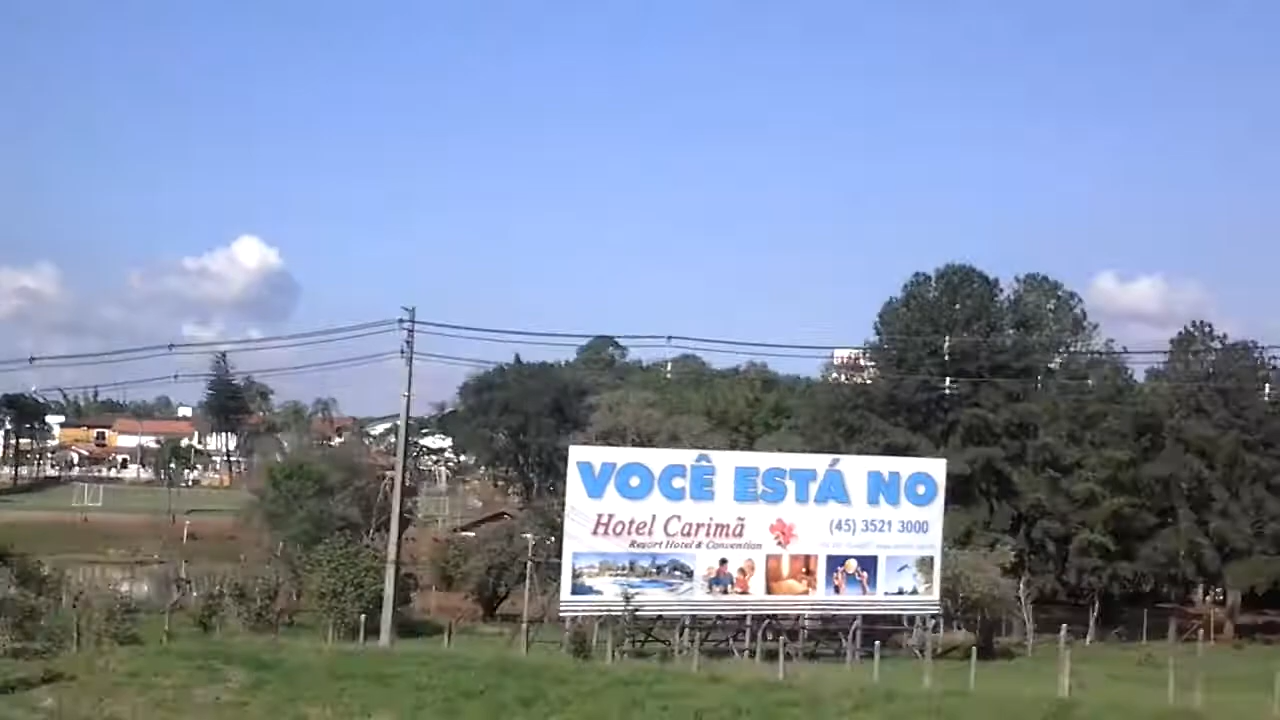 VOCÊ ESTÁ NO
Hotel Carimã
(45) 3521 3000
Resort Hotel & Convention